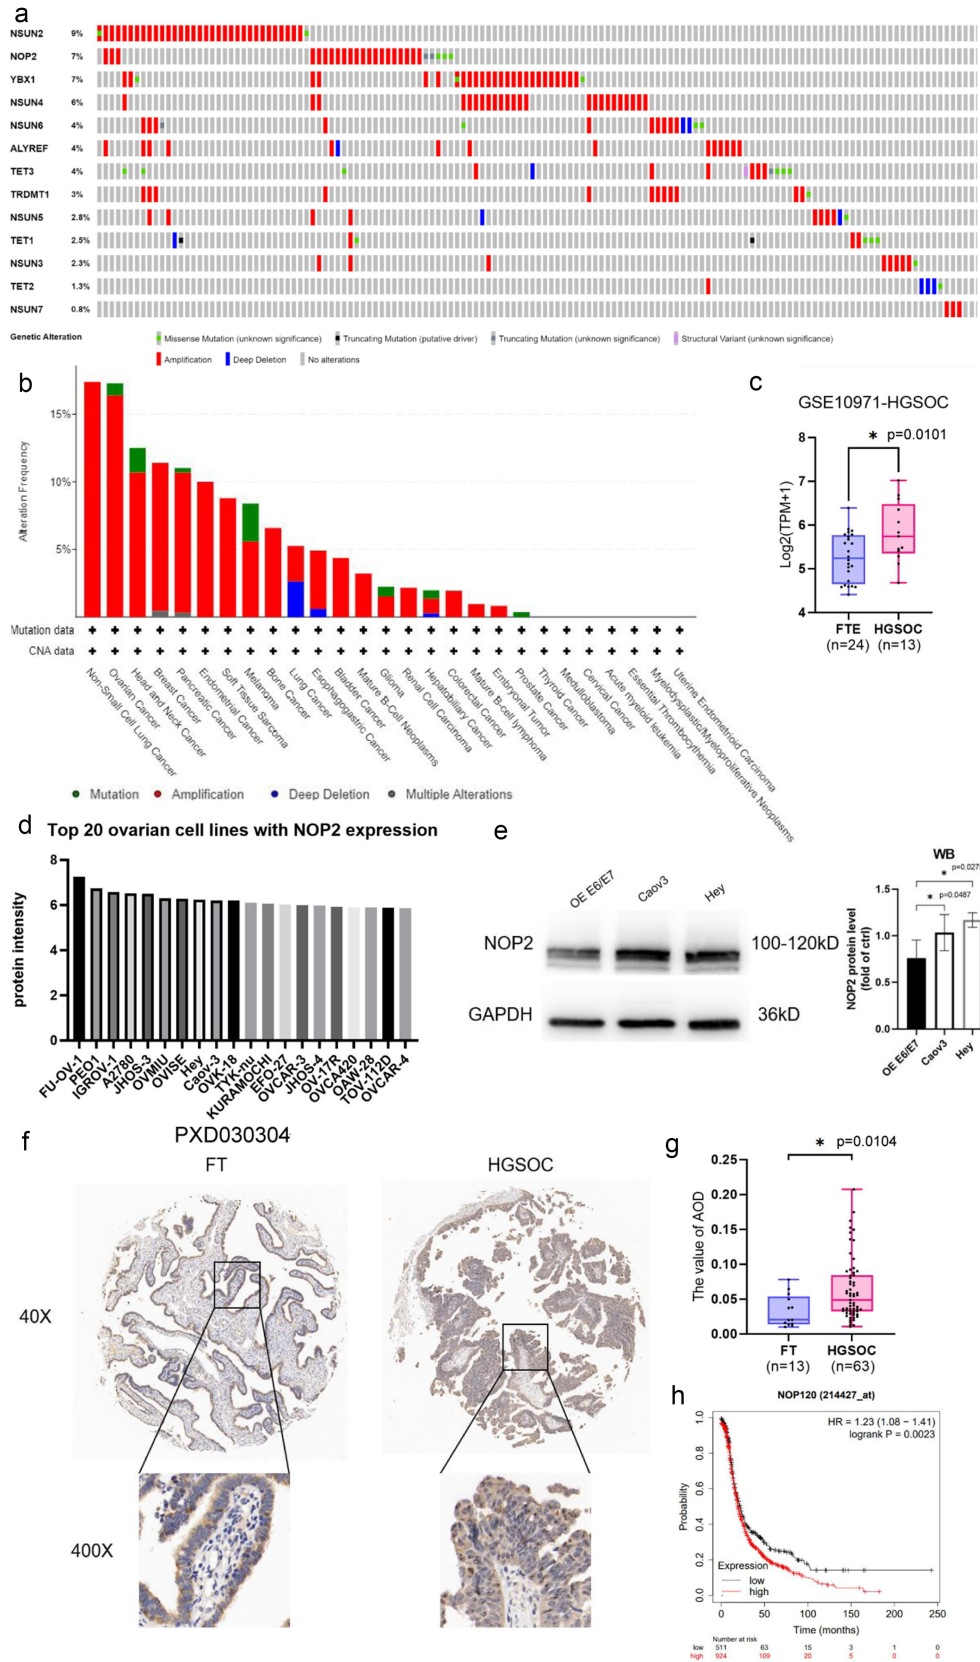 a
NSUN2 9%
NOP2 7%
YBX1 7%
NSUN4 6%
NSUN6 4%
ALYREF 4%
TET3 4%
TRDMT1 3%
NSUN5 2.8%
TET1 2.5%
NSUN3 2.3%
TET2 1.3%
NSUN7 0.8%
Genetic Alteration
Missense Mutation (unknown significance) Truncating Mutation (putative driver) Truncating Mutation (unknown significance) Structural Variant (unknown significance)
Amplification Deep Deletion No alterations
b
Alteration Frequency
15%
10%
5%
Mutation data
CNA data
Non-Small Cell Lung Cancer
Ovarian Cancer
Head and Neck Cancer
Breast Cancer
Pancreatic Cancer
Endometrial Cancer
Soft Tissue Sarcoma
Melanoma
Bone Cancer
Lung Cancer
Esophagogastric Cancer
Bladder Cancer
Mature B-Cell Neoplasms
Glioma
Renal Cell Carcinoma
Hepatobiliary Cancer
Colorectal Cancer
Mature B-cell lymphoma
Embryonal Tumor
Prostate Cancer
Thyroid Cancer
Medulloblastoma
Cervical Cancer
Acute myeloid leukemia
Essential Thrombocythemia
Myelodysplastic/Myeloproliferative Neoplasms
Uterine Endometrioid Carcinoma
Mutation Amplification Deep Deletion Multiple Alterations
c
GSE10971-HGSOC
* p=0.0101
Log2(TPM+1)
8
7
6
5
4
FTE HGSOC
(n=24) (n=13)
d
Top 20 ovarian cell lines with NOP2 expression
protein intensity
8
6
4
2
0
FU-OV-1
PEO1
IGROV-1
A2780
JHOS-3
OVMIU
OVISE
Hey
Caov-3
OVK-18
TYK-nu
KURAMOCHI
EFO-27
OVCAR-3
JHOS-4
OV-17R
OVCA420
OAW-28
TOV-112D
OVCAR-4
PXD030304
e
OE E6/E7 Caov3 Hey
NOP2 100-120kD
GAPDH 36kD
WB
* p=0.027
* p=0.0487
NOP2 protein level
(fold of ctrl)
1.5
1.0
0.5
0.0
OE E6/E7
Caov3
Hey
f
FT HGSOC
40X
400X
g
* p=0.0104
The value of AOD
0.25
0.20
0.15
0.10
0.05
0.00
FT HGSOC
(n=13) (n=63)
h
NOP120 (214427_at)
HR = 1.23 (1.08 − 1.41)
logrank P = 0.0023
Probability
1.0
0.8
0.6
0.4
0.2
0.0
Expression
low
high
0 50 100 150 200 250
Time (months)
Number at risk
low 511 63 15 3 1 0
high 924 109 20 5 0 0